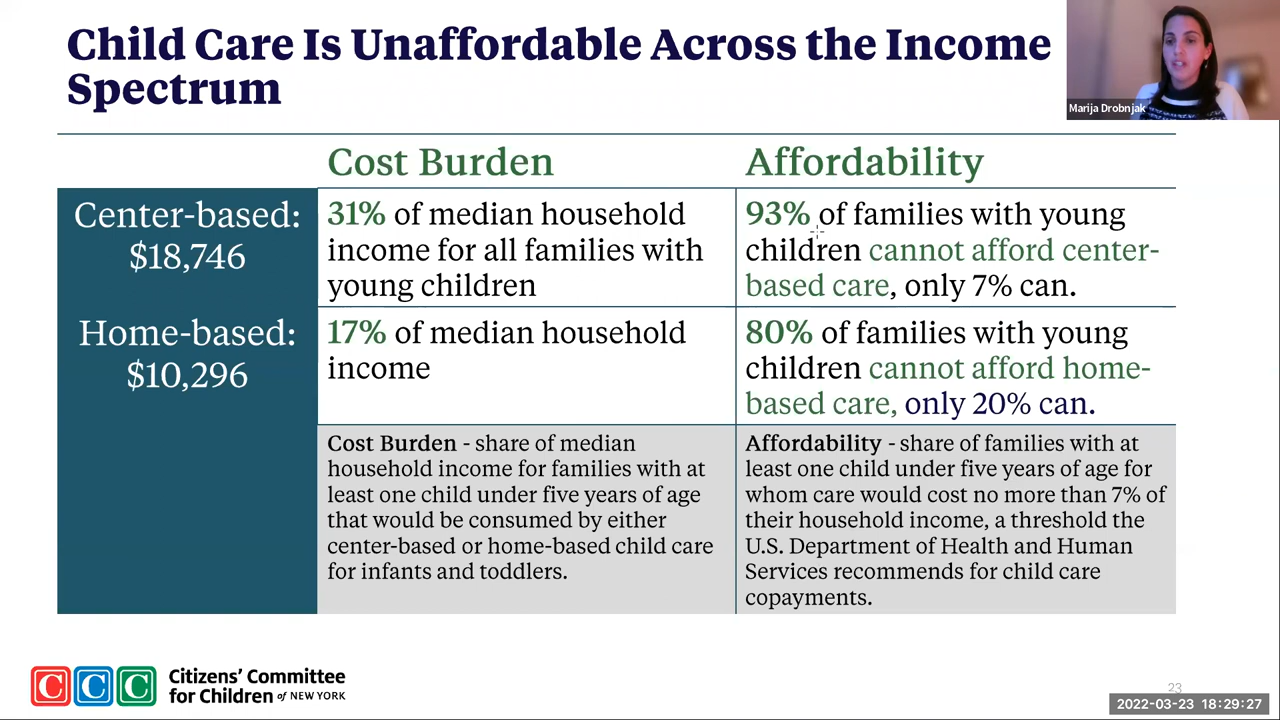 Child Care Is Unaffordable Across the Income
Spectrum
Marija Drobnjak
Cost Burden
Affordability
Center-based:
$18,746
31% of median household
income for all families with
young children
93% of families with young
children cannot afford center-
based care, only 7% can.
Home-based:
$10,296
17% of median household
income
80% of families with young
children cannot afford home-
based care, only 20% can.
Cost Burden - share of median
household income for families with at
least one child under five years of age
that would be consumed by either
center-based or home-based child care
for infants and toddlers.
Affordability - share of families with at
least one child under five years of age for
whom care would cost no more than 7% of
their household income, a threshold the
U.S. Department of Health and Human
Services recommends for child care
copayments.
C C C
Citizens' Committee
for Children of NEW YORK
23
2022-03-23 18:29:27